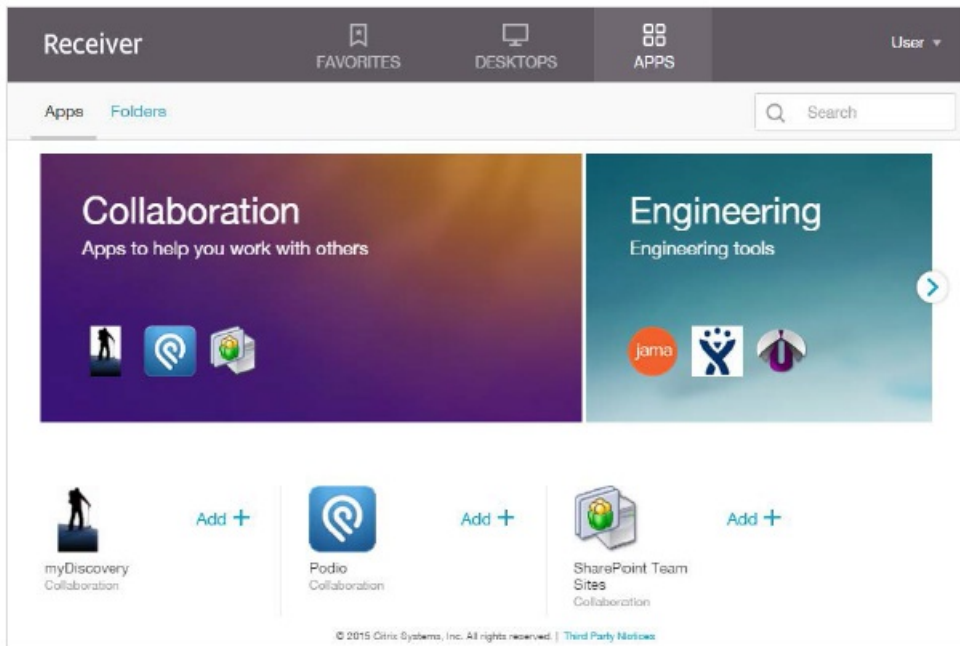 Receiver
FAVORITES
DESKTOPS
APPS
User
Apps
Folders
Search
Collaboration
Apps to help you work with others
Engineering
Engineering tools
jama
Add +
myDiscovery
Collaboration
Add +
Podio
Collaboration
Add +
SharePoint Team
Sites
Collaboration
© 2015 Citrix Systems, Inc. All rights reserved. | Third Party Notices